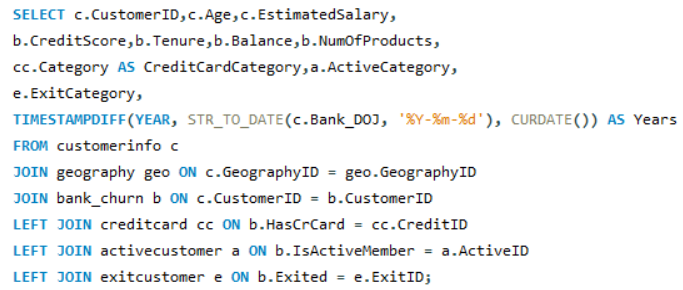 SELECT c.CustomerID,c.Age,c.EstimatedSalary,
b.CreditScore,b.Tenure,b.Balance,b.NumOfProducts,
cc.Category AS CreditCardCategory,a.ActiveCategory,
e.ExitCategory,
TIMESTAMPDIFF(YEAR, STR_TO_DATE(c.Bank_DOJ, '%Y-%m-%d'), CURDATE()) AS Years
FROM customerinfo c
JOIN geography geo ON c.GeographyID = geo.GeographyID
JOIN bank_churn b ON c.CustomerID = b.CustomerID
LEFT JOIN creditcard cc ON b.HasCrCard = cc.CreditID
LEFT JOIN activecustomer a ON b.IsActiveMember = a.ActiveID
LEFT JOIN exitcustomer e ON b.Exited = e.ExitID;